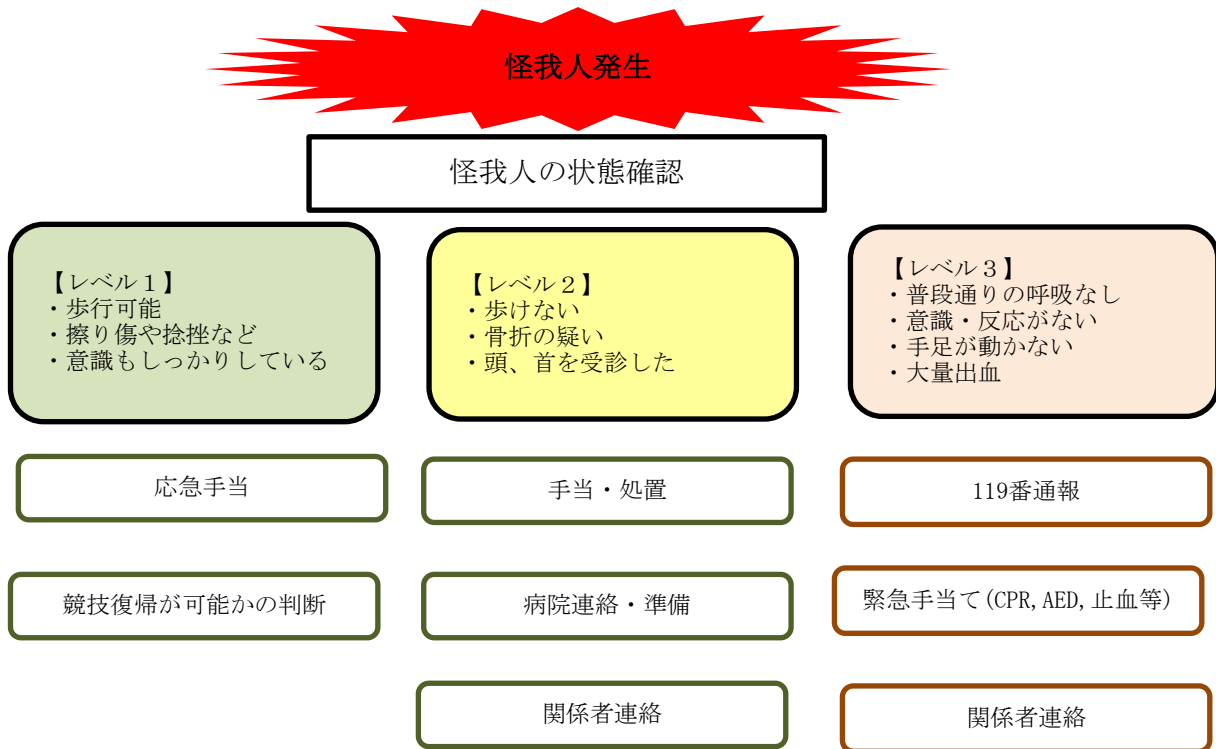 怪我人発生
怪我人の状態確認
【レベル１】
・歩行可能
・擦り傷や捻挫など
・意識もしっかりしている
【レベル２】
・歩けない
・骨折の疑い
・頭、首を受診した
【レベル３】
・普段通りの呼吸なし
・意識・反応がない
・手足が動かない
・大量出血
応急手当
手当・処置
119番通報
競技復帰が可能かの判断
病院連絡・準備
緊急手当て(CPR,AED,止血等)
関係者連絡
関係者連絡